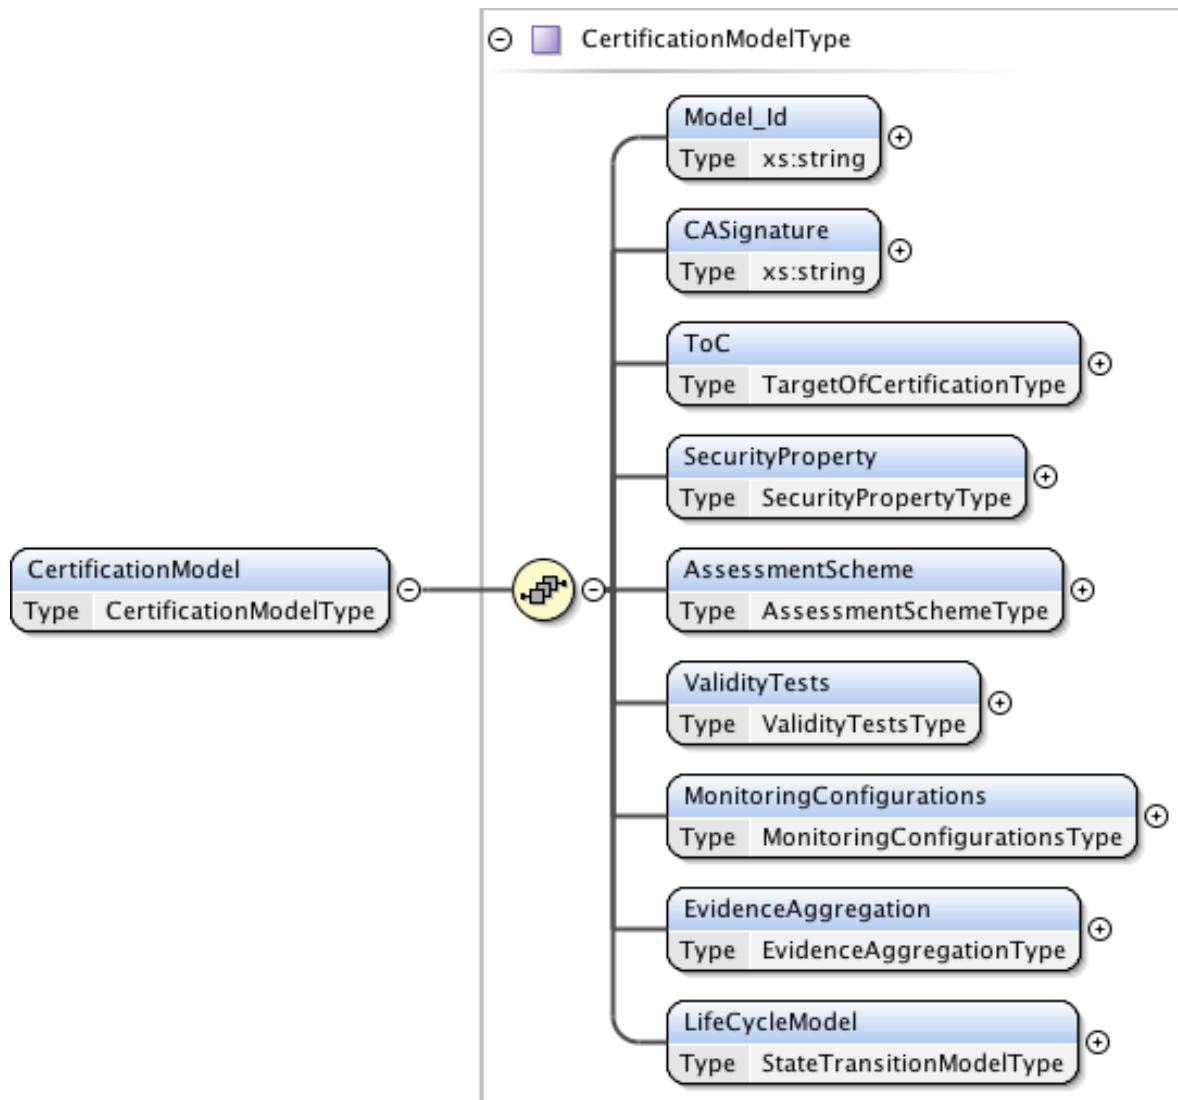 CertificationModelType
Model_Id
Type xs:string
CASignature
Type xs:string
ToC
Type TargetOfCertificationType
SecurityProperty
Type SecurityPropertyType
CertificationModel
Type CertificationModelType
AssessmentScheme
Type AssessmentSchemeType
ValidityTests
Type ValidityTestsType
MonitoringConfigurations
Type MonitoringConfigurationsType
EvidenceAggregation
Type EvidenceAggregationType
LifeCycleModel
Type StateTransitionModelType